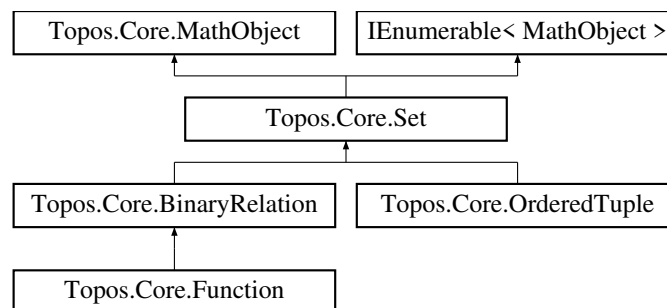 Topos.Core.MathObject
IEnumerable< MathObject >
Topos.Core.Set
Topos.Core.BinaryRelation
Topos.Core.OrderedTuple
Topos.Core.Function